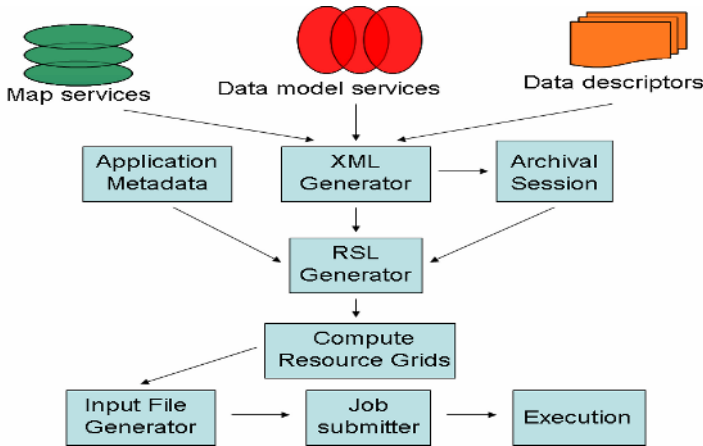 Map services
Data model services
Data descriptors
Application
Metadata
XML
Generator
Archival
Session
RSL
Generator
Compute
Resource Grids
Input File
Generator
Job
submitter
Execution